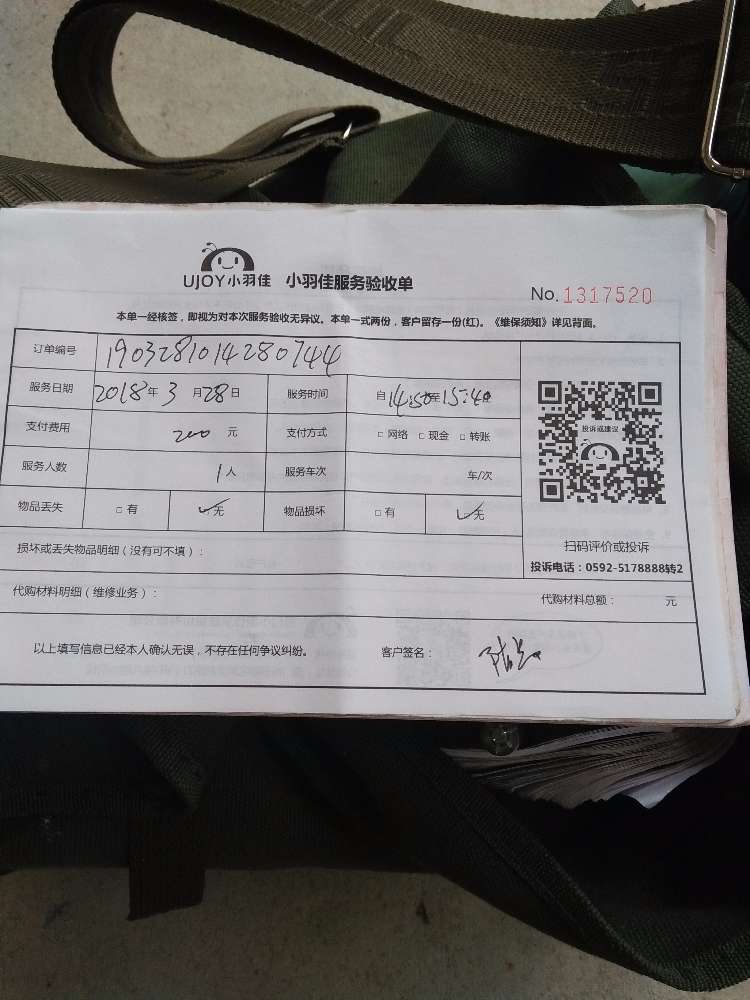 UJOY小羽佳 小羽佳服务验收单
No. 1317520
本单一经核签，即视为对本次服务验收无异议。本单一式两份，客户留存一份(红)。《维保须知》详见背面。
订单编号 190328101428074​4
服务日期 2018年3月28日 服务时间 自14:50至15:40
支付费用 200元 支付方式 □网络 □现金 □转账
服务人数 1人 服务车次 车/次
物品丢失 □有 ✓无 物品损坏 □有 ✓无
投诉或建议
扫码评价或投诉
投诉电话：0592-5178888转2
损坏或丢失物品明细（没有可不填）：
代购材料明细（维修业务）： 代购材料总额： 元
以上填写信息已经本人确认无误，不存在任何争议纠纷。 客户签名：